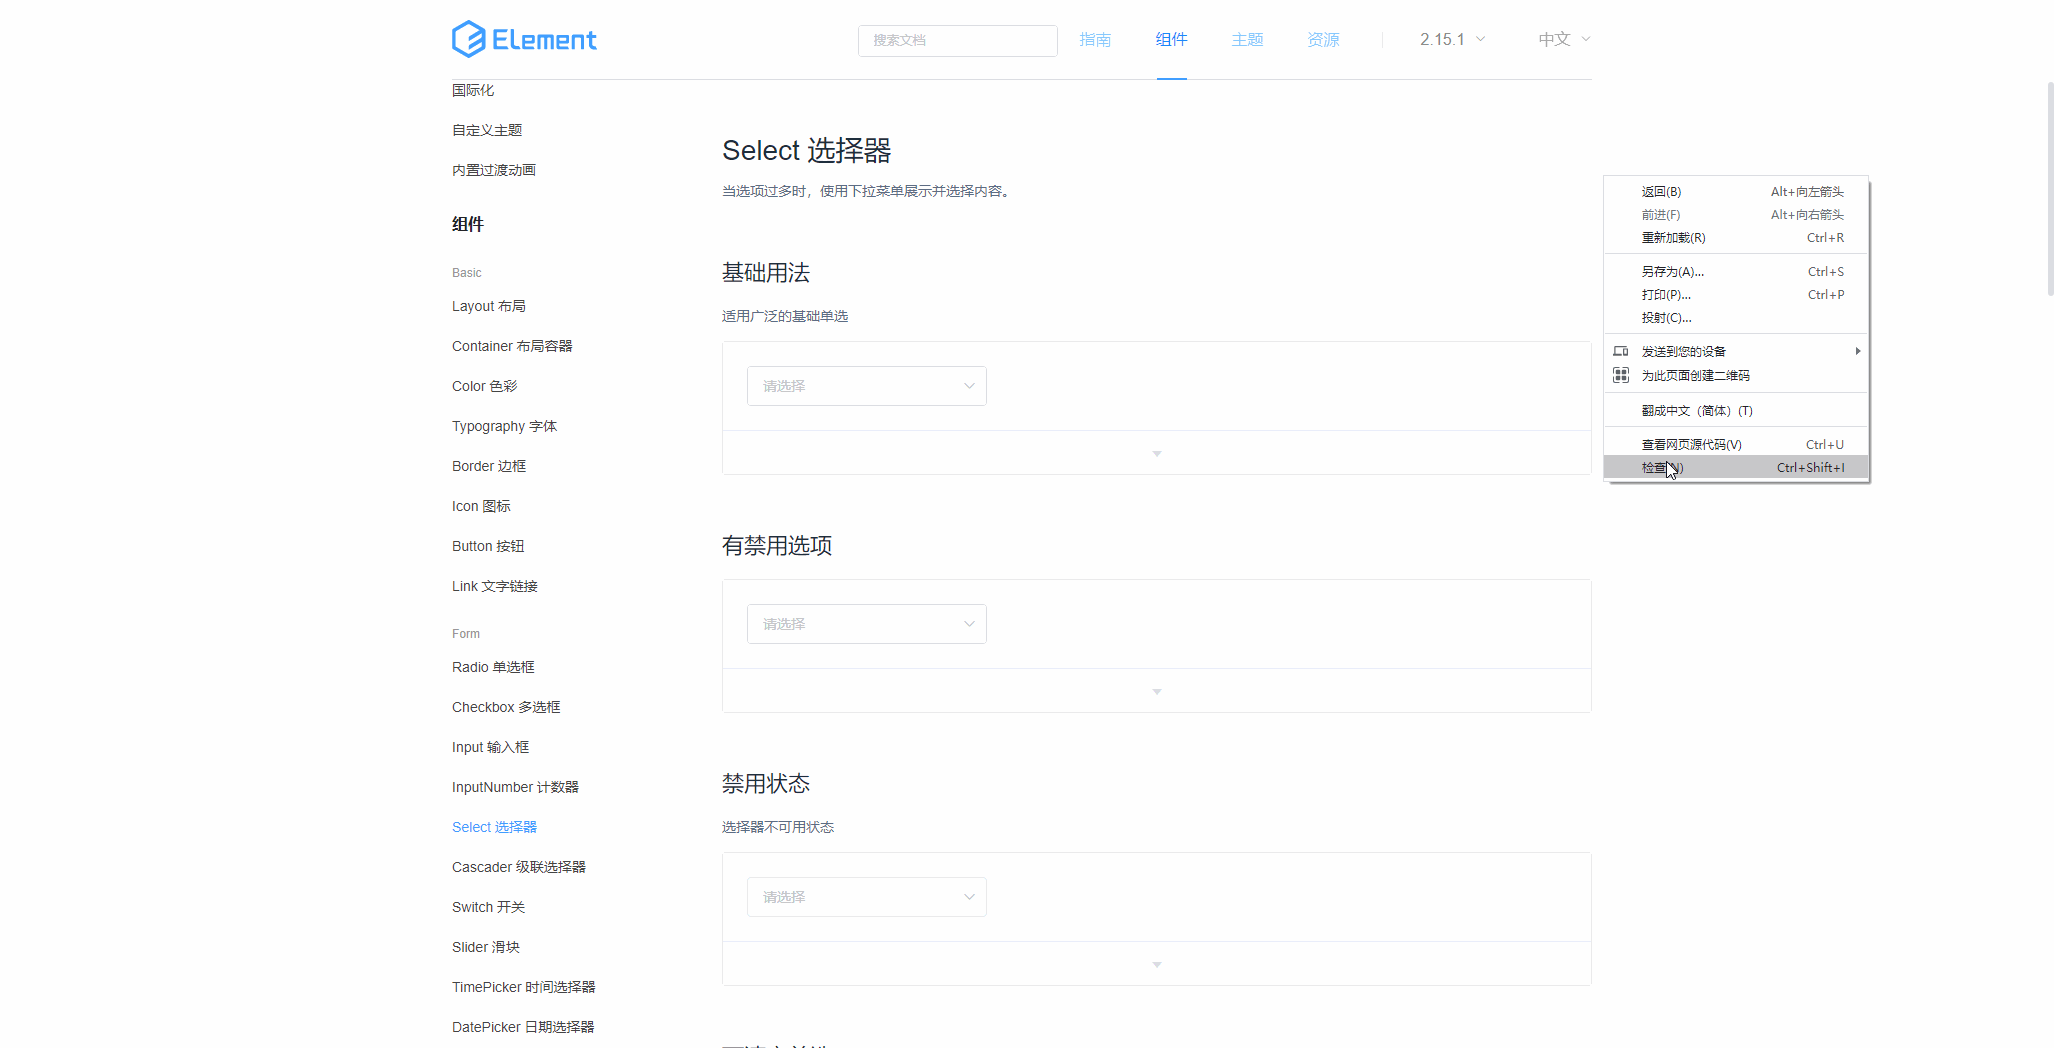 Element
搜索文档
指南
组件
主题
资源
2.15.1
中文
国际化
自定义主题
内置过渡动画
组件
Basic
Layout 布局
Container 布局容器
Color 色彩
Typography 字体
Border 边框
Icon 图标
Button 按钮
Link 文字链接
Form
Radio 单选框
Checkbox 多选框
Input 输入框
InputNumber 计数器
Select 选择器
Cascader 级联选择器
Switch 开关
Slider 滑块
TimePicker 时间选择器
DatePicker 日期选择器
Select 选择器
当选项过多时，使用下拉菜单展示并选择内容。
基础用法
适用广泛的基础单选
请选择
有禁用选项
请选择
禁用状态
选择器不可用状态
请选择
返回(B) Alt+向左箭头
前进(F) Alt+向右箭头
重新加载(R) Ctrl+R
另存为(A)... Ctrl+S
打印(P)... Ctrl+P
投射(C)...
发送到您的设备
为此页面创建二维码
翻成中文（简体）(T)
查看网页源代码(V) Ctrl+U
检查(N) Ctrl+Shift+I